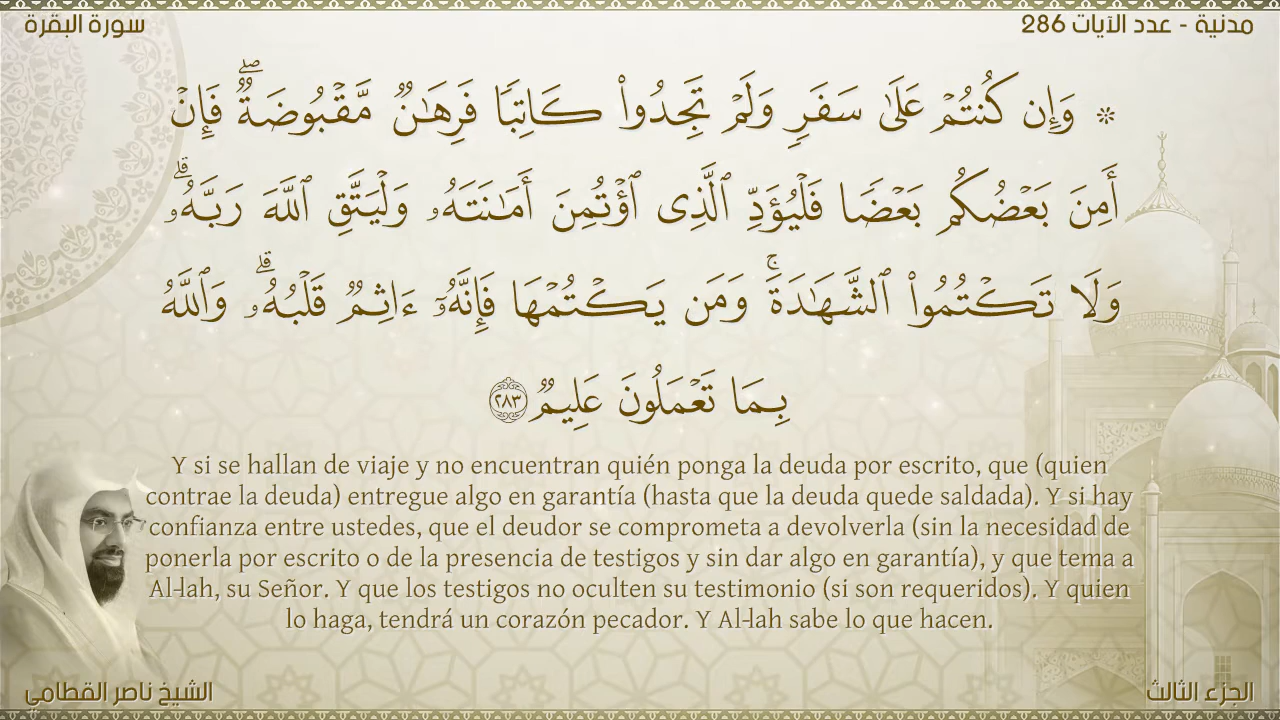 سورة البقرة
مدنية - عدد الآيات 286
۞ وَإِن كُنتُمْ عَلَىٰ سَفَرٍ وَلَمْ تَجِدُوا۟ كَاتِبًا فَرِهَـٰنٌ مَّقْبُوضَةٌ ۖ فَإِنْ
أَمِنَ بَعْضُكُم بَعْضًا فَلْيُؤَدِّ ٱلَّذِى ٱؤْتُمِنَ أَمَـٰنَتَهُۥ وَلْيَتَّقِ ٱللَّهَ رَبَّهُۥ ۗ
وَلَا تَكْتُمُوا۟ ٱلشَّهَـٰدَةَ ۚ وَمَن يَكْتُمْهَا فَإِنَّهُۥٓ ءَاثِمٌ قَلْبُهُۥ ۗ وَٱللَّهُ
بِمَا تَعْمَلُونَ عَلِيمٌ ٢٨٣
Y si se hallan de viaje y no encuentran quién ponga la deuda por escrito, que (quien
contrae la deuda) entregue algo en garantía (hasta que la deuda quede saldada). Y si hay
confianza entre ustedes, que el deudor se comprometa a devolverla (sin la necesidad de
ponerla por escrito o de la presencia de testigos y sin dar algo en garantía), y que tema a
Al-lah, su Señor. Y que los testigos no oculten su testimonio (si son requeridos). Y quien
lo haga, tendrá un corazón pecador. Y Al-lah sabe lo que hacen.
الشيخ ناصر القطامي
الجزء الثالث